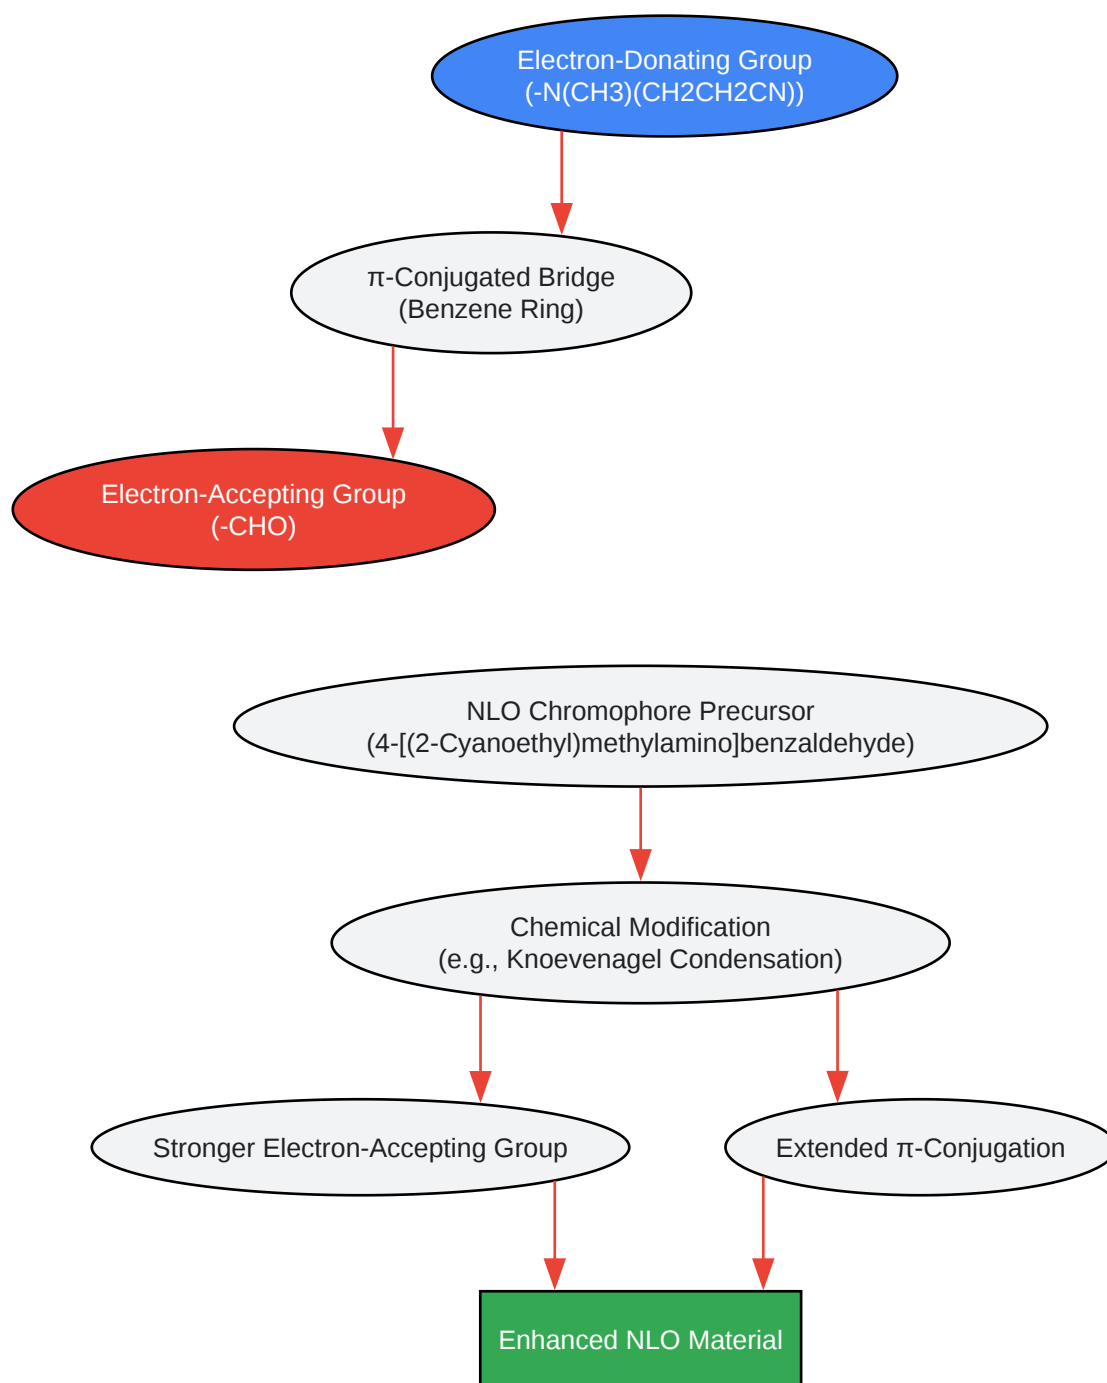 Electron-Donating Group
(-N(CH3)(CH2CH2CN))
π-Conjugated Bridge
(Benzene Ring)
Electron-Accepting Group
(-CHO)
NLO Chromophore Precursor
(4-[(2-Cyanoethyl)methylamino]benzaldehyde)
Chemical Modification
(e.g., Knoevenagel Condensation)
Stronger Electron-Accepting Group
Extended π-Conjugation
Enhanced NLO Material